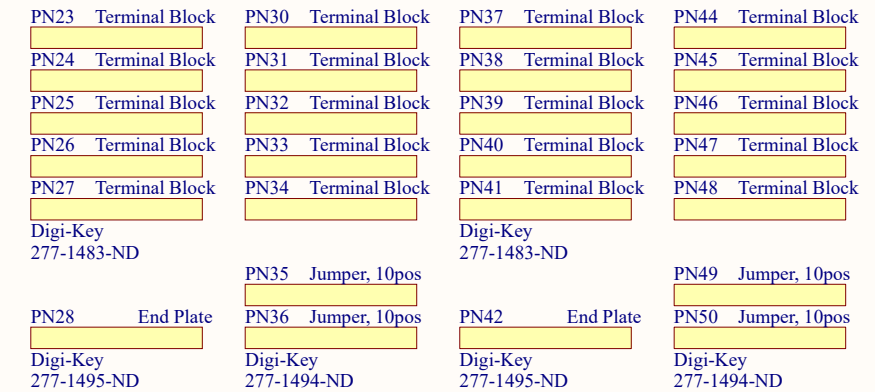 PN23 Terminal Block PN30 Terminal Block PN37 Terminal Block PN44 Terminal Block
PN24 Terminal Block PN31 Terminal Block PN38 Terminal Block PN45 Terminal Block
PN25 Terminal Block PN32 Terminal Block PN39 Terminal Block PN46 Terminal Block
PN26 Terminal Block PN33 Terminal Block PN40 Terminal Block PN47 Terminal Block
PN27 Terminal Block PN34 Terminal Block PN41 Terminal Block PN48 Terminal Block
Digi-Key Digi-Key
277-1483-ND 277-1483-ND
PN35 Jumper, 10pos PN49 Jumper, 10pos
PN28 End Plate PN36 Jumper, 10pos PN42 End Plate PN50 Jumper, 10pos
Digi-Key Digi-Key Digi-Key Digi-Key
277-1495-ND 277-1494-ND 277-1495-ND 277-1494-ND